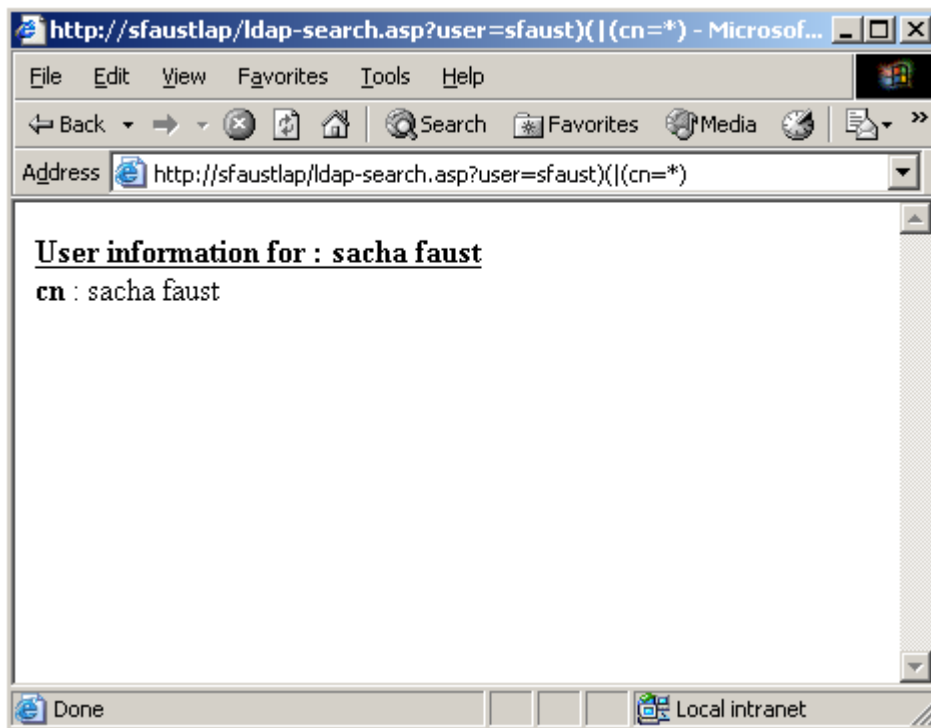 http://sfaustlap/ldap-search.asp?user=sfaust)(|(cn=*) - Microsof...
File Edit View Favorites Tools Help
Back Search Favorites Media »
Address http://sfaustlap/ldap-search.asp?user=sfaust)(|(cn=*)
User information for : sacha faust
cn : sacha faust
Done Local intranet